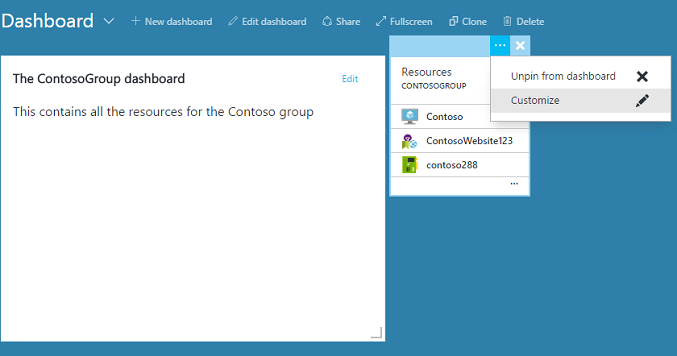 Dashboard
+ New dashboard
Edit dashboard
Share
Fullscreen
Clone
Delete
The ContosoGroup dashboard
Edit
This contains all the resources for the Contoso group
...
Resources
CONTOSOGROUP
Contoso
ContosoWebsite123
contoso288
...
Unpin from dashboard
Customize